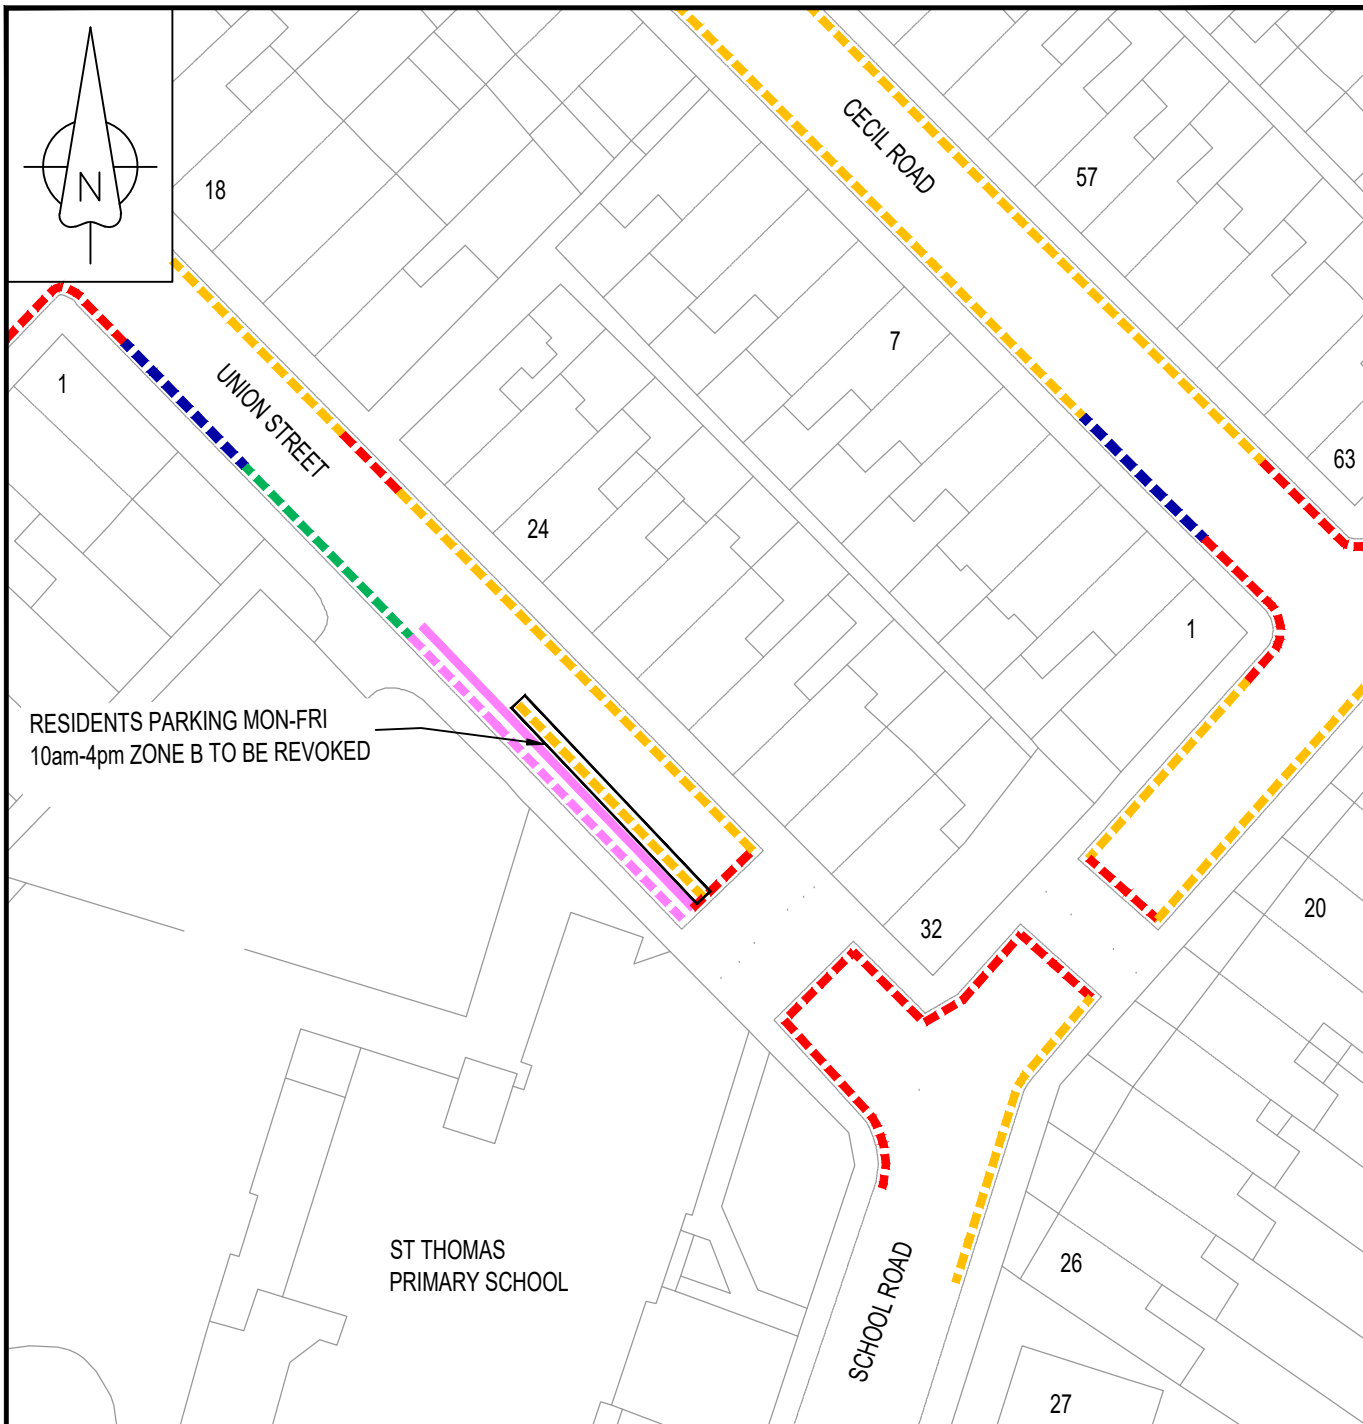 N
18
CECIL ROAD
57
7
1
UNION STREET
63
24
1
RESIDENTS PARKING MON-FRI
10am-4pm ZONE B TO BE REVOKED
20
32
ST THOMAS
PRIMARY SCHOOL
SCHOOL ROAD
26
27